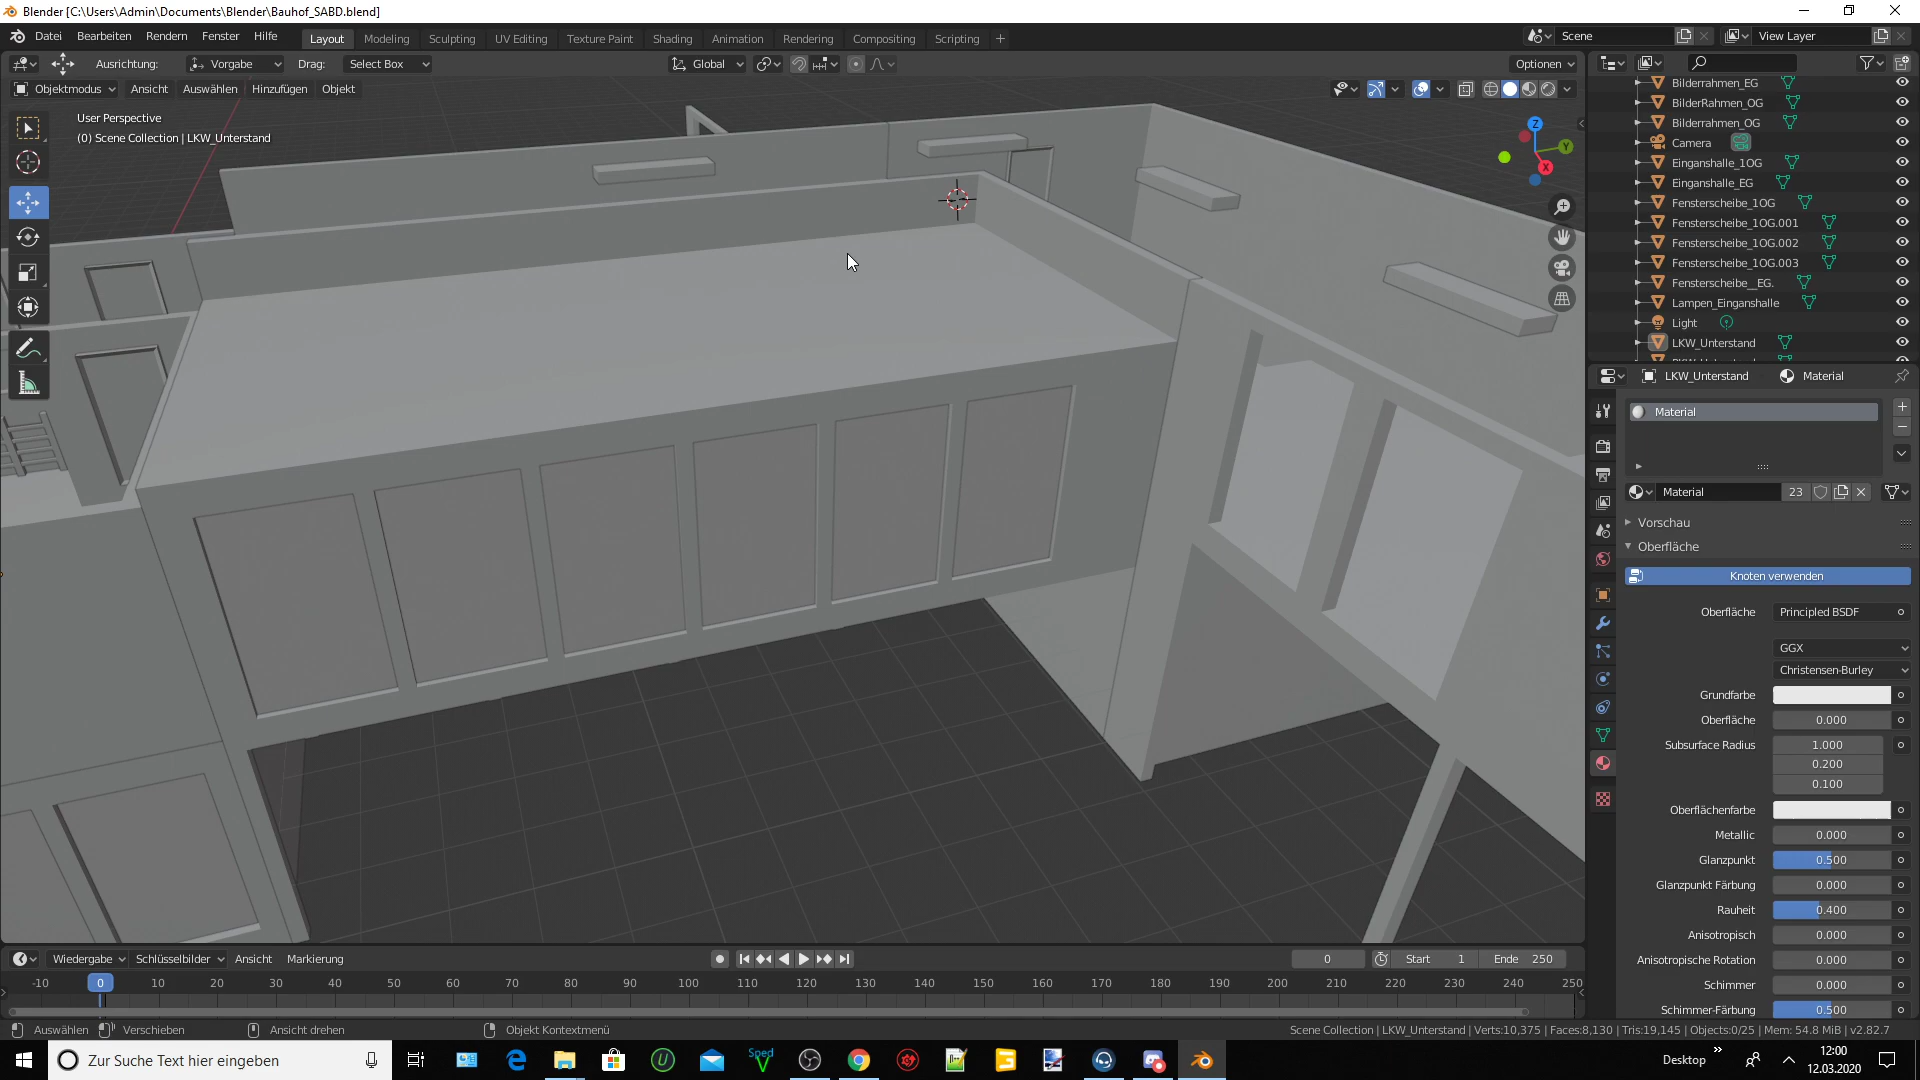 Blender [C:\Users\Admin\Documents\Blender\Bauhof_SABD.blend]
Datei Bearbeiten Rendern Fenster Hilfe Layout Modeling Sculpting UV Editing Texture Paint Shading Animation Rendering Compositing Scripting Scene View Layer
Ausrichtung: Vorgabe Drag: Select Box Global Optionen
Objektmodus Ansicht Auswählen Hinzufügen Objekt
User Perspective
(0) Scene Collection | LKW_Unterstand
Z
Y
X
Bilderrahmen_EG
BilderRahmen_OG
Bilderrahmen_OG
Camera
Einganshalle_1OG
Einganshalle_EG
Fensterscheibe_1OG
Fensterscheibe_1OG.001
Fensterscheibe_1OG.002
Fensterscheibe_1OG.003
Fensterscheibe__EG.
Lampen_Einganshalle
Light
LKW_Unterstand
LKW_Unterstand Material
Material
Material 23
Vorschau
Oberfläche
Knoten verwenden
Oberfläche Principled BSDF
GGX
Christensen-Burley
Grundfarbe
Oberfläche 0.000
Subsurface Radius 1.000
0.200
0.100
Oberflächenfarbe
Metallic 0.000
Glanzpunkt 0.500
Glanzpunkt Färbung 0.000
Rauheit 0.400
Anisotropisch 0.000
Anisotropische Rotation 0.000
Schimmer 0.000
Schimmer-Färbung 0.500
Wiedergabe Schlüsselbilder Ansicht Markierung 0 Start 1 Ende 250
-10 0 10 20 30 40 50 60 70 80 90 100 110 120 130 140 150 160 170 180 190 200 210 220 230 240 250
Auswählen Verschieben Ansicht drehen Objekt Kontextmenü Scene Collection | LKW_Unterstand | Verts:10,375 | Faces:8,130 | Tris:19,145 | Objects:0/25 | Mem: 54.8 MiB | v2.82.7
Zur Suche Text hier eingeben Sped V Desktop » 12:00
12.03.2020